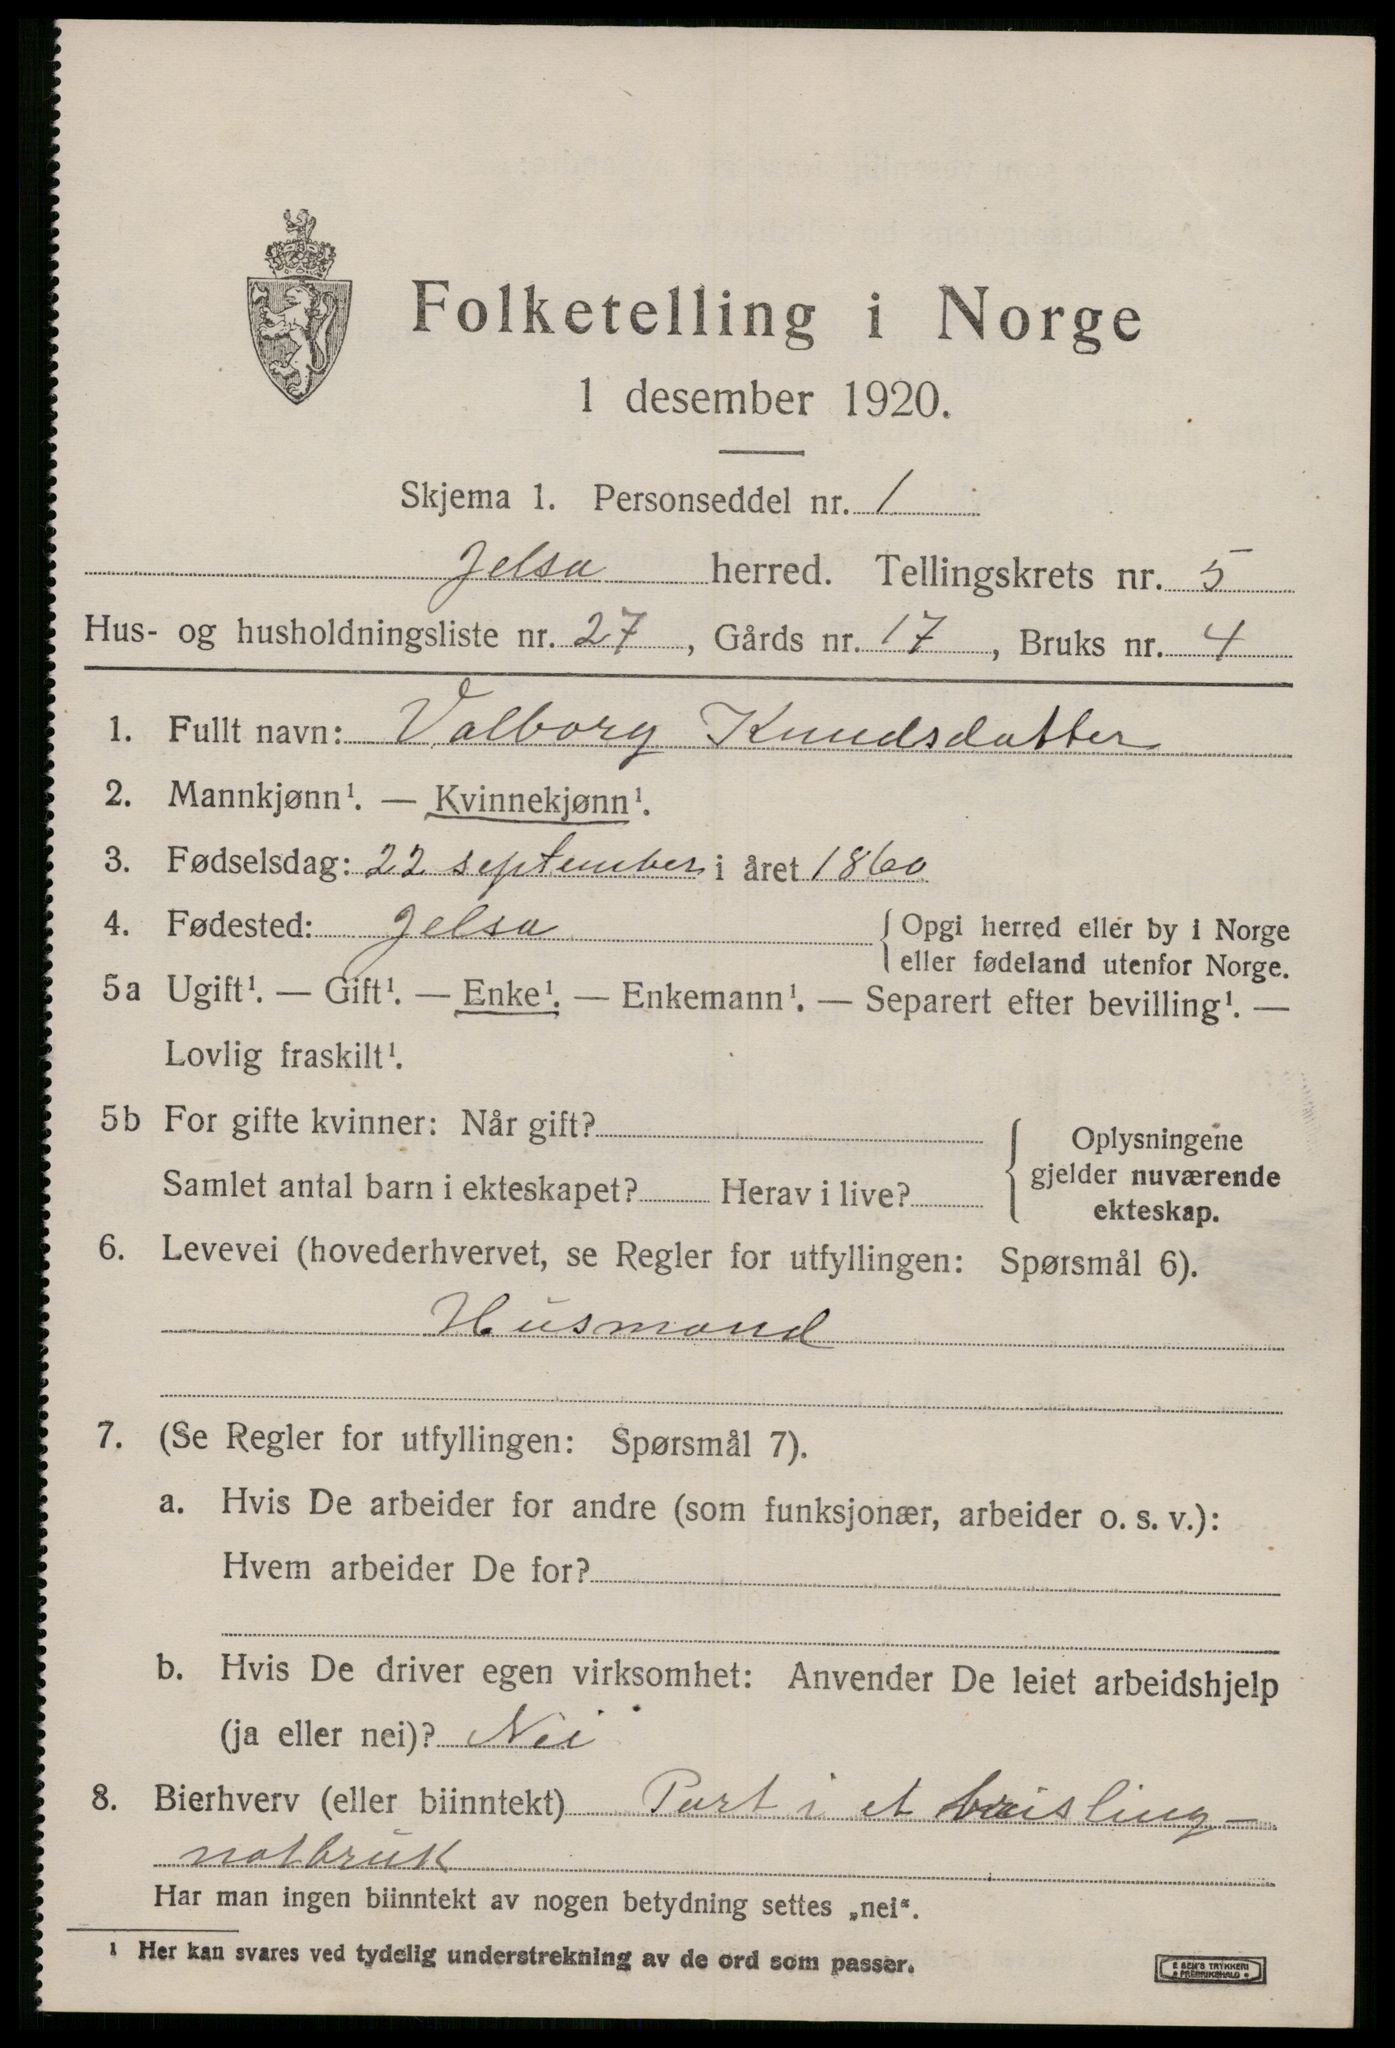 Folketelling i Norge
1 desember 1920.
Skjema 1. Personseddel nr. 1
Jelsa herred. Tellingskrets nr. 5
Hus- og husholdningsliste nr. 27, Gårds nr. 17, Bruks nr. 4
1. Fullt navn: Valborg Knudsdatter
2. Mannkjønn¹. — Kvinnekjønn¹.
3. Fødselsdag: 22 september i året 1860
4. Fødested: Jelsa { Opgi herred eller by i Norge
eller fødeland utenfor Norge.
5a Ugift¹. — Gift¹. — Enke¹. — Enkemann¹. — Separert efter bevilling¹. —
Lovlig fraskilt¹.
5b For gifte kvinner: Når gift?
Samlet antal barn i ekteskapet? Herav i live?
{ Oplysningene
gjelder nuværende
ekteskap.
6. Levevei (hovederhvervet, se Regler for utfyllingen: Spørsmål 6).
Husmand
7. (Se Regler for utfyllingen: Spørsmål 7).
a. Hvis De arbeider for andre (som funksjonær, arbeider o. s. v.):
Hvem arbeider De for?
b. Hvis De driver egen virksomhet: Anvender De leiet arbeidshjelp
(ja eller nei)? Nei
8. Bierhverv (eller biinntekt) Part i et brisling-
notbruk
Har man ingen biinntekt av nogen betydning settes „nei“.
¹ Her kan svares ved tydelig understrekning av de ord som passer.
E SEM'S TRYKKERI
FREDRIKSHALD